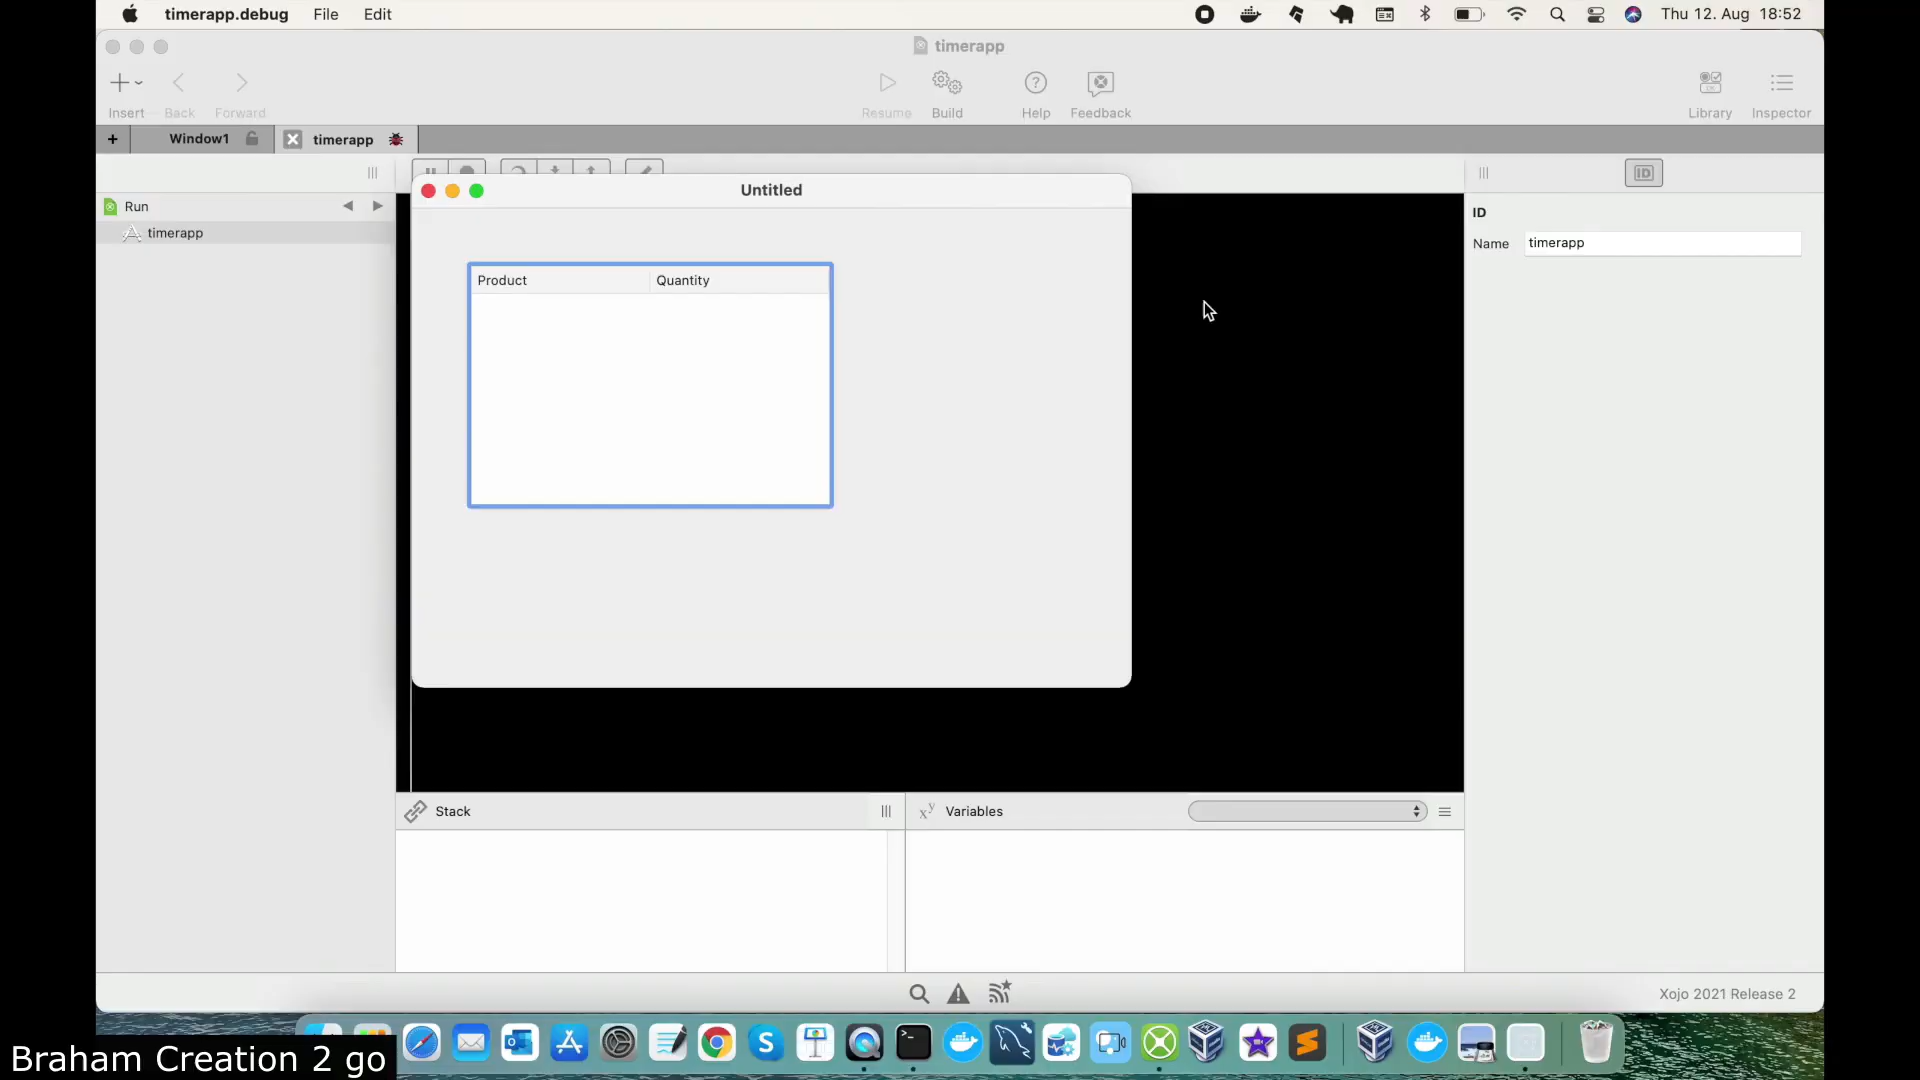 timerapp.debug File Edit Thu 12. Aug 18:52
timerapp
Insert Back Forward Resume Build Help Feedback Library Inspector
+ Window1 timerapp
Untitled
ID
Run
ID
timerapp
Name timerapp
Product Quantity
Stack
Variables
Xojo 2021 Release 2
Braham Creation 2 go